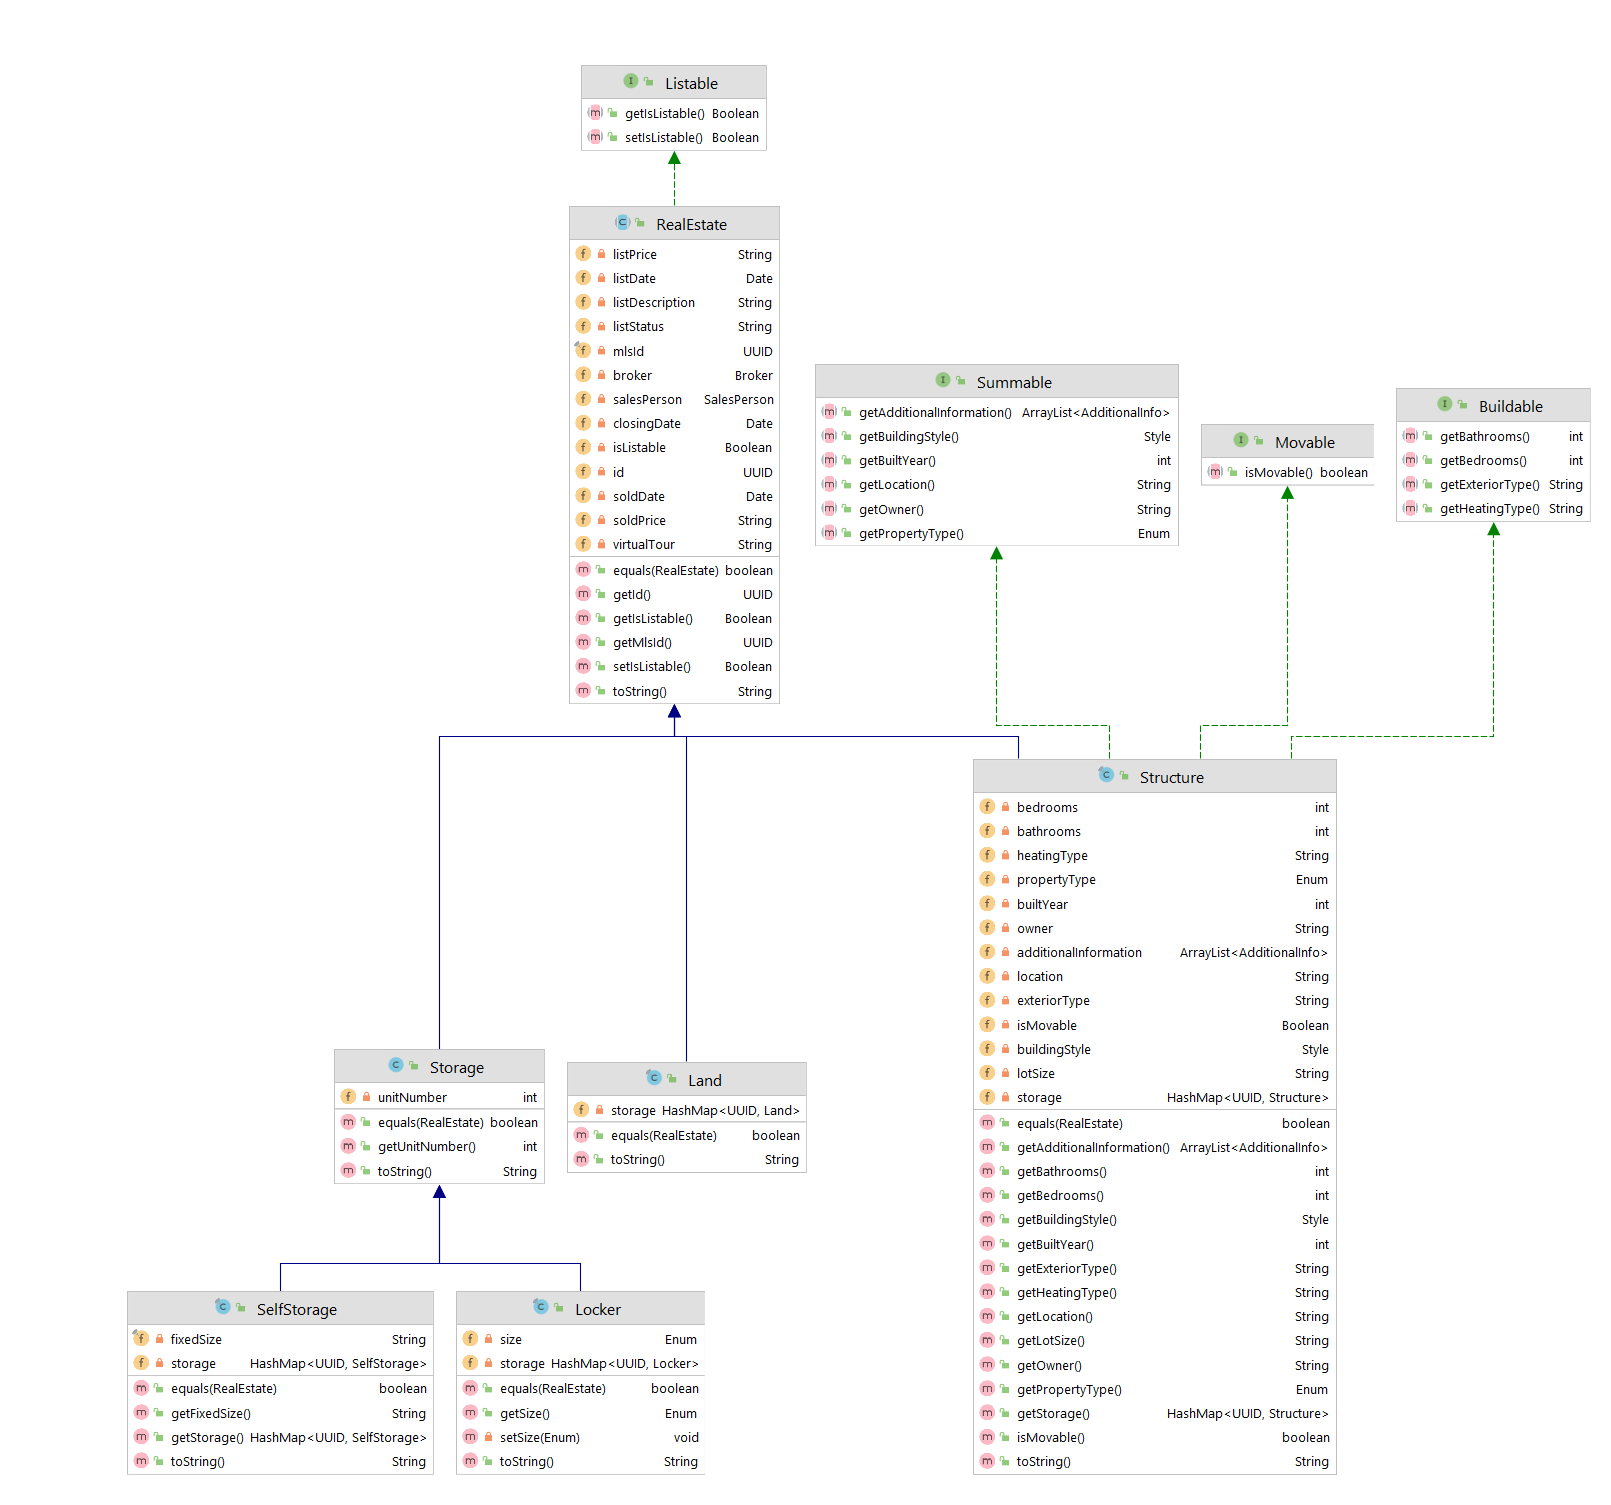 Listable
getIsListable() Boolean
setIsListable() Boolean
RealEstate
listPrice String
listDate Date
listDescription String
listStatus String
mlsId UUID
broker Broker
salesPerson SalesPerson
closingDate Date
isListable Boolean
id UUID
soldDate Date
soldPrice String
virtualTour String
equals(RealEstate) boolean
getId() UUID
getIsListable() Boolean
getMlsId() UUID
setIsListable() Boolean
toString() String
Summable
getAdditionalInformation() ArrayList<AdditionalInfo>
getBuildingStyle() Style
getBuiltYear() int
getLocation() String
getOwner() String
getPropertyType() Enum
Movable
isMovable() boolean
Buildable
getBathrooms() int
getBedrooms() int
getExteriorType() String
getHeatingType() String
Structure
bedrooms int
bathrooms int
heatingType String
propertyType Enum
builtYear int
owner String
additionalInformation ArrayList<AdditionalInfo>
location String
exteriorType String
isMovable Boolean
buildingStyle Style
lotSize String
storage HashMap<UUID, Structure>
equals(RealEstate) boolean
getAdditionalInformation() ArrayList<AdditionalInfo>
getBathrooms() int
getBedrooms() int
getBuildingStyle() Style
getBuiltYear() int
getExteriorType() String
getHeatingType() String
getLocation() String
getLotSize() String
getOwner() String
getPropertyType() Enum
getStorage() HashMap<UUID, Structure>
isMovable() boolean
toString() String
Storage
unitNumber int
equals(RealEstate) boolean
getUnitNumber() int
toString() String
Land
storage HashMap<UUID, Land>
equals(RealEstate) boolean
toString() String
SelfStorage
fixedSize String
storage HashMap<UUID, SelfStorage>
equals(RealEstate) boolean
getFixedSize() String
getStorage() HashMap<UUID, SelfStorage>
toString() String
Locker
size Enum
storage HashMap<UUID, Locker>
equals(RealEstate) boolean
getSize() Enum
setSize(Enum) void
toString() String